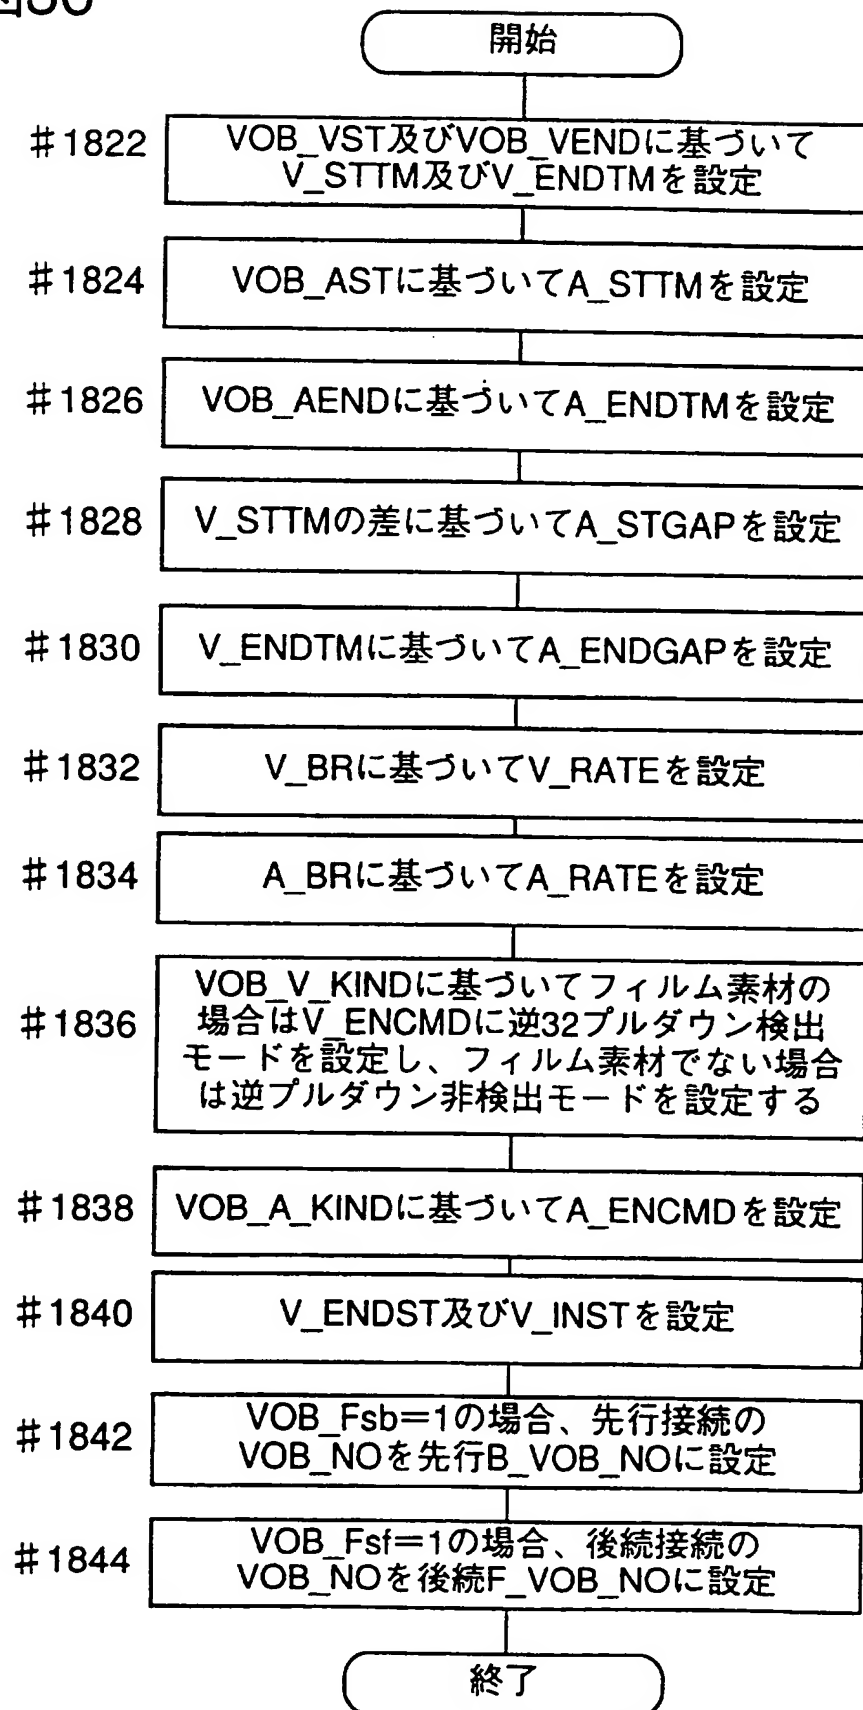 図50
開始
#1822
VOB_VST及びVOB_VENDに基づいて
V_STTM及びV_ENDTMを設定
#1824
VOB_ASTに基づいてA_STTMを設定
#1826
VOB_AENDに基づいてA_ENDTMを設定
#1828
V_STTMの差に基づいてA_STGAPを設定
#1830
V_ENDTMに基づいてA_ENDGAPを設定
#1832
V_BRに基づいてV_RATEを設定
#1834
A_BRに基づいてA_RATEを設定
#1836
VOB_V_KINDに基づいてフィルム素材の
場合はV_ENCMDに逆32プルダウン検出
モードを設定し、フィルム素材でない場合
は逆プルダウン非検出モードを設定する
#1838
VOB_A_KINDに基づいてA_ENCMDを設定
#1840
V_ENDST及びV_INSTを設定
#1842
VOB_Fsb=1の場合、先行接続の
VOB_NOを先行B_VOB_NOに設定
#1844
VOB_Fsf=1の場合、後続接続の
VOB_NOを後続F_VOB_NOに設定
終了